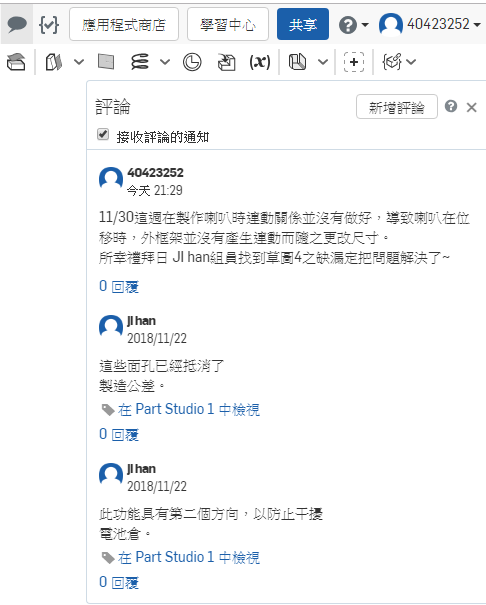 應用程式商店 學習中心 共享 40423252
(x)
評論 新增評論
接收評論的通知
40423252
今天 21:29
11/30這週在製作喇叭時連動關係並沒有做好，導致喇叭在位
移時，外框架並沒有產生連動而隨之更改尺寸。
所幸禮拜日 JI han組員找到草圖4之缺漏定把問題解決了~
0 回覆
JI han
2018/11/22
這些面孔已經抵消了
製造公差。
在 Part Studio 1 中檢視
0 回覆
JI han
2018/11/22
此功能具有第二個方向，以防止干擾
電池倉。
在 Part Studio 1 中檢視
0 回覆